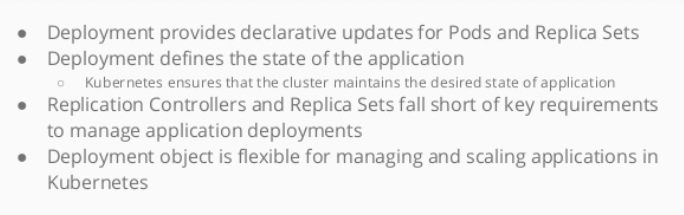 ● Deployment provides declarative updates for Pods and Replica Sets
● Deployment defines the state of the application
○ Kubernetes ensures that the cluster maintains the desired state of application
● Replication Controllers and Replica Sets fall short of key requirements
to manage application deployments
● Deployment object is flexible for managing and scaling applications in
Kubernetes